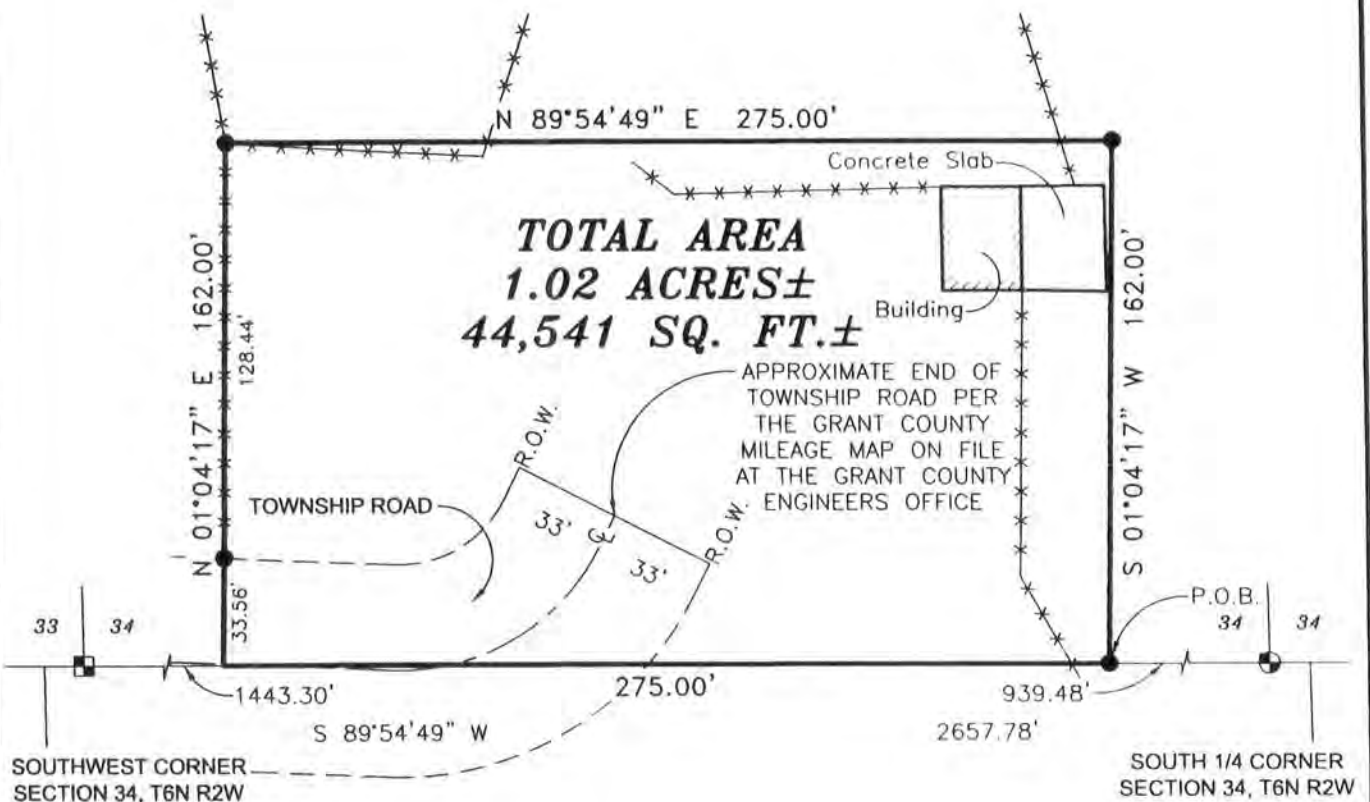 N 89°54'49" E 275.00'
Concrete Slab
TOTAL AREA
1.02 ACRES±
44,541 SQ. FT.±
Building
N 01°04'17" E 162.00'
128.44'
S 01°04'17" W 162.00'
APPROXIMATE END OF
TOWNSHIP ROAD PER
THE GRANT COUNTY
MILEAGE MAP ON FILE
AT THE GRANT COUNTY
ENGINEERS OFFICE
R.O.W.
TOWNSHIP ROAD
33'
℄
33'
R.O.W.
33.56'
P.O.B.
33
34
34
34
1443.30'
275.00'
939.48'
S 89°54'49" W
2657.78'
SOUTHWEST CORNER
SECTION 34, T6N R2W
SOUTH 1/4 CORNER
SECTION 34, T6N R2W